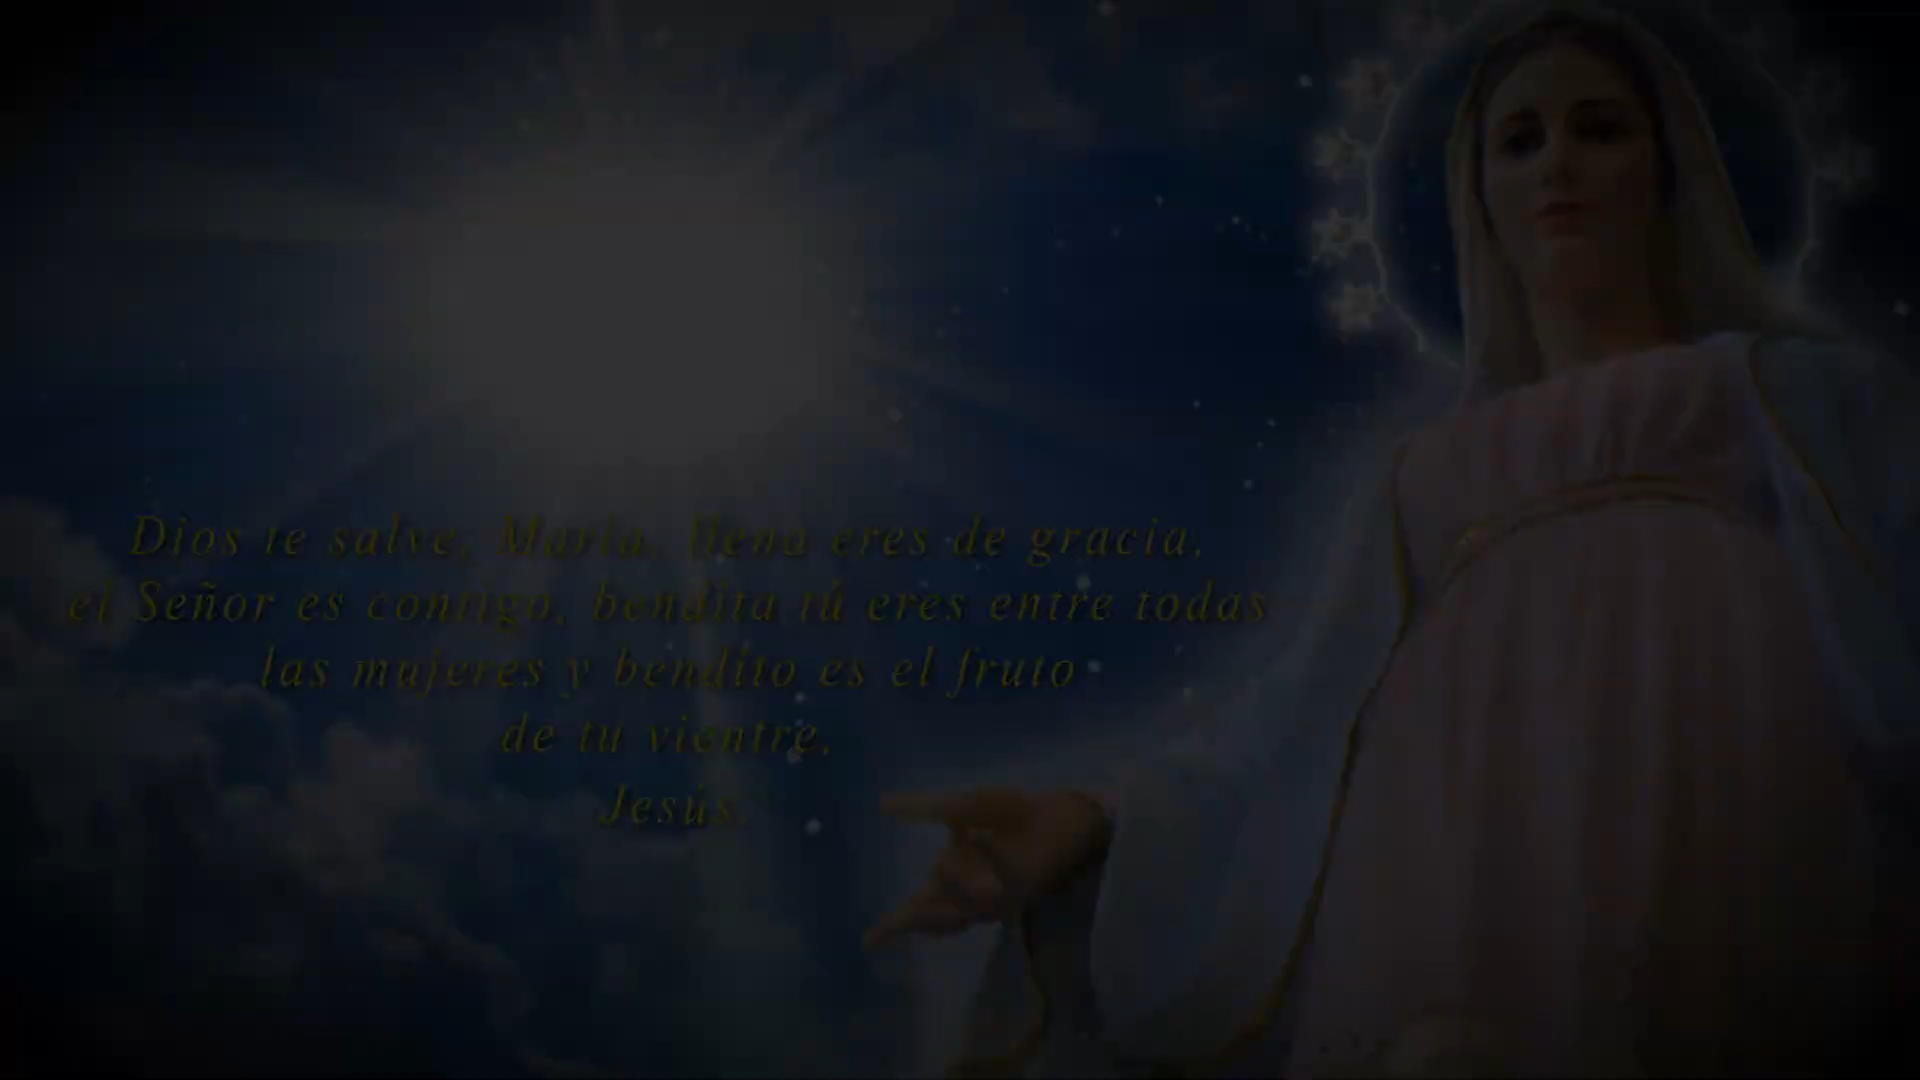 Dios te salve, María, llena eres de gracia,
el Señor es contigo, bendita tú eres entre todas
las mujeres y bendito es el fruto
de tu vientre,
Jesús.